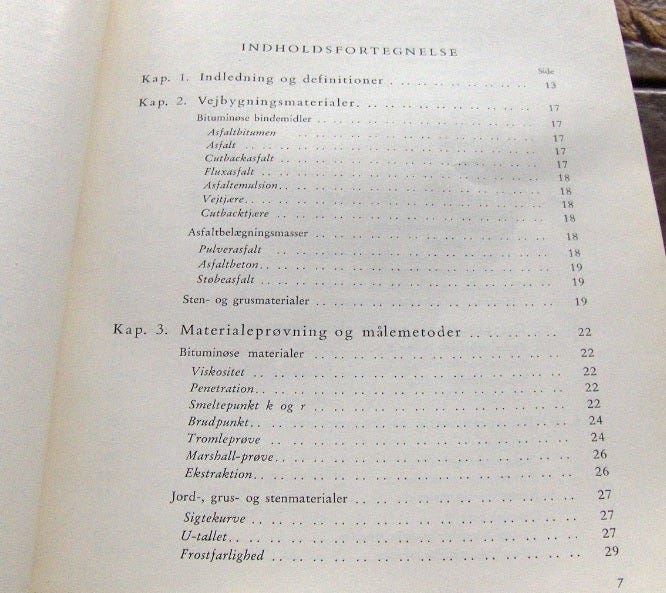 INDHOLDSFORTEGNELSE
Side
Kap. 1. Indledning og definitioner . . . . . . . . . . . 13
Kap. 2. Vejbygningsmaterialer. . . . . . . . . . . . . 17
Bituminøse bindemidler . . . . . . . . . . . . . . . 17
Asfaltbitumen . . . . . . . . . . . . . . . . . 17
Asfalt . . . . . . . . . . . . . . . . . . . . 17
Cutbackasfalt . . . . . . . . . . . . . . . . . 17
Fluxasfalt . . . . . . . . . . . . . . . . . . 18
Asfaltemulsion. . . . . . . . . . . . . . . . . 18
Vejtjære . . . . . . . . . . . . . . . . . . . 18
Cutbacktjære . . . . . . . . . . . . . . . . . 18
Asfaltbelægningsmasser . . . . . . . . . . . . . . . 18
Pulverasfalt . . . . . . . . . . . . . . . . . 18
Asfaltbeton. . . . . . . . . . . . . . . . . . 19
Støbeasfalt . . . . . . . . . . . . . . . . . . 19
Sten- og grusmaterialer . . . . . . . . . . . . . . . 19
Kap. 3. Materialeprøvning og målemetoder . . . . . . . 22
Bituminøse materialer . . . . . . . . . . . . . . . . 22
Viskositet . . . . . . . . . . . . . . . . . . . 22
Penetration. . . . . . . . . . . . . . . . . . . 22
Smeltepunkt k og r . . . . . . . . . . . . . . . 22
Brudpunkt. . . . . . . . . . . . . . . . . . . . 24
Tromleprøve . . . . . . . . . . . . . . . . . . 24
Marshall-prøve. . . . . . . . . . . . . . . . . . 26
Ekstraktion. . . . . . . . . . . . . . . . . . . 26
Jord-, grus- og stenmaterialer . . . . . . . . . . . . 27
Sigtekurve . . . . . . . . . . . . . . . . . . . 27
U-tallet. . . . . . . . . . . . . . . . . . . . . 27
Frostfarlighed . . . . . . . . . . . . . . . . . . 29
7